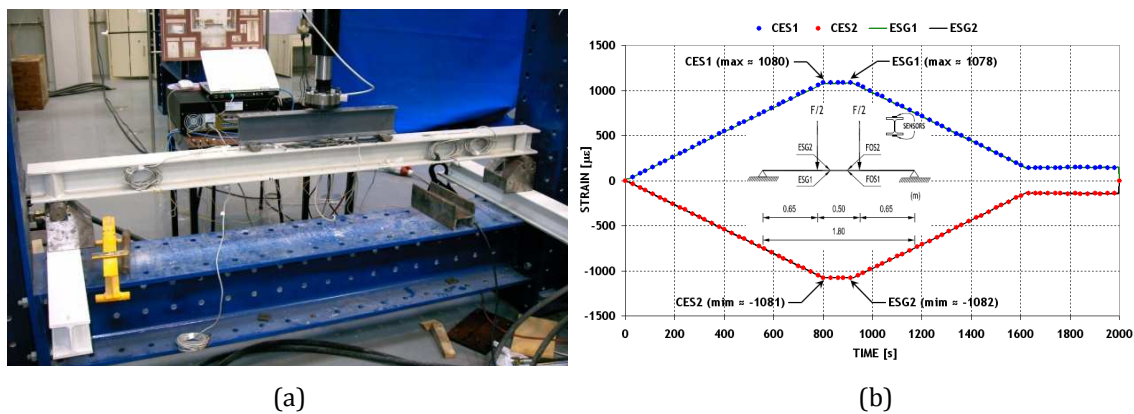 CES1 CES2 ESG1 ESG2
1500
CES1 (max ≈ 1080) ESG1 (max ≈ 1078)
1000
F/2 F/2
SENSORS
500
ESG2 FOS2
STRAIN [με]
0
ESG1 FOS1
(m)
0.65 0.50 0.65
-500
1.80
-1000
CES2 (mim ≈ -1081) ESG2 (mim ≈ -1082)
-1500
0 200 400 600 800 1000 1200 1400 1600 1800 2000
TIME [s]
(a) (b)